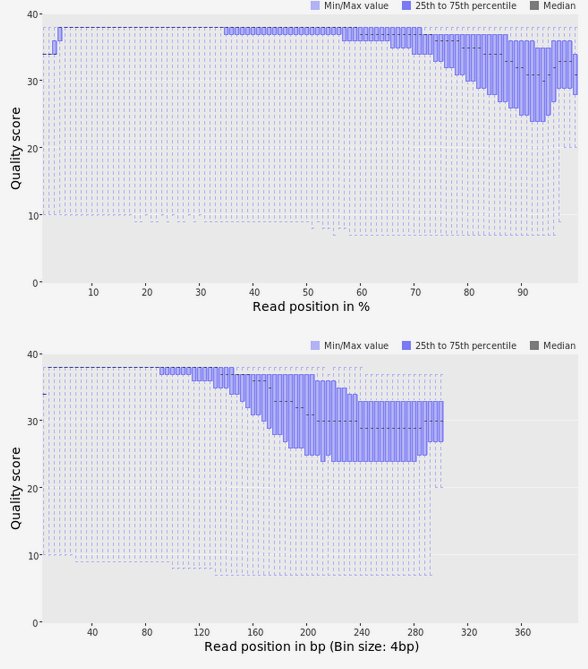 Min/Max value 25th to 75th percentile Median
40
30
20
10
0
Quality score
10 20 30 40 50 60 70 80 90
Read position in %
Min/Max value 25th to 75th percentile Median
40
30
20
10
0
Quality score
40 80 120 160 200 240 280 320 360
Read position in bp (Bin size: 4bp)